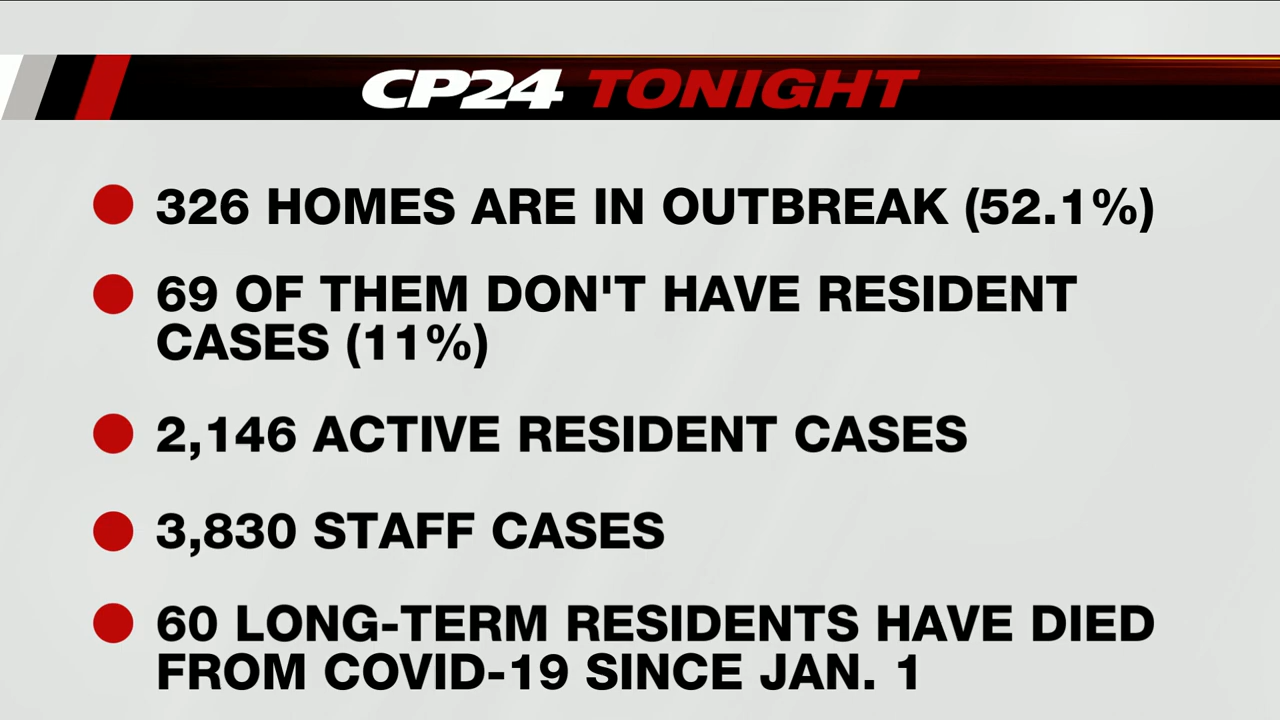 CP24 TONIGHT
326 HOMES ARE IN OUTBREAK (52.1%)
69 OF THEM DON'T HAVE RESIDENT
CASES (11%)
2,146 ACTIVE RESIDENT CASES
3,830 STAFF CASES
60 LONG-TERM RESIDENTS HAVE DIED
FROM COVID-19 SINCE JAN. 1